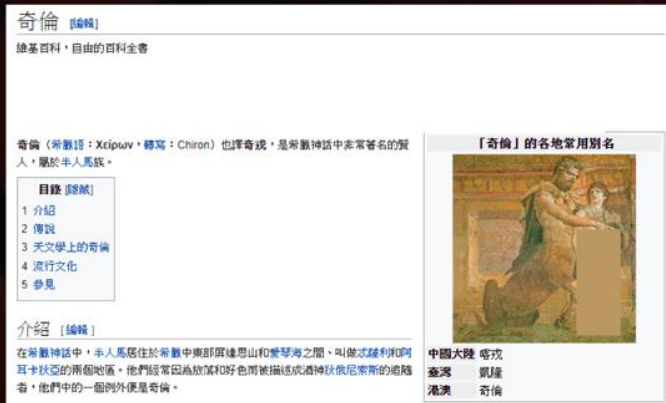 奇倫 [編輯]
維基百科,自由的百科全書
奇倫(希臘語:Χείρων,轉寫:Chiron)也譯奇戎,是希臘神話中非常著名的賢
人,屬於半人馬族。
目錄 [隱藏]
1 介紹
2 傳說
3 天文學上的奇倫
4 流行文化
5 參見
介紹 [編輯]
在希臘神話中,半人馬居住於希臘中東部屏達思山和愛琴海之間、叫做忒薩利和阿
耳卡狄亞的兩個地區。他們經常因為放蕩和好色而被描述成酒神狄俄尼索斯的追隨
者,他們中的一個例外便是奇倫。
「奇倫」的各地常用別名
中國大陸 喀戎
臺灣 凱隆
港澳 奇倫